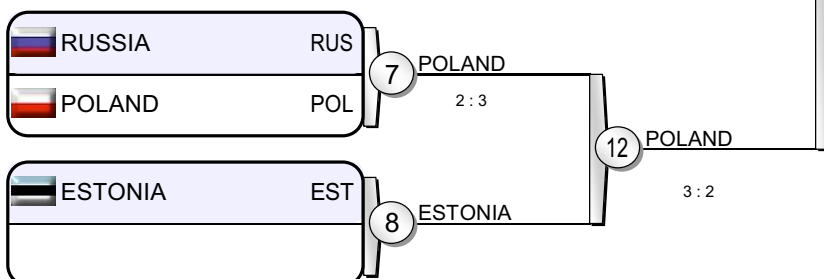 RUSSIA RUS
7 POLAND
POLAND POL
2 : 3
12 POLAND
3 : 2
ESTONIA EST
8 ESTONIA